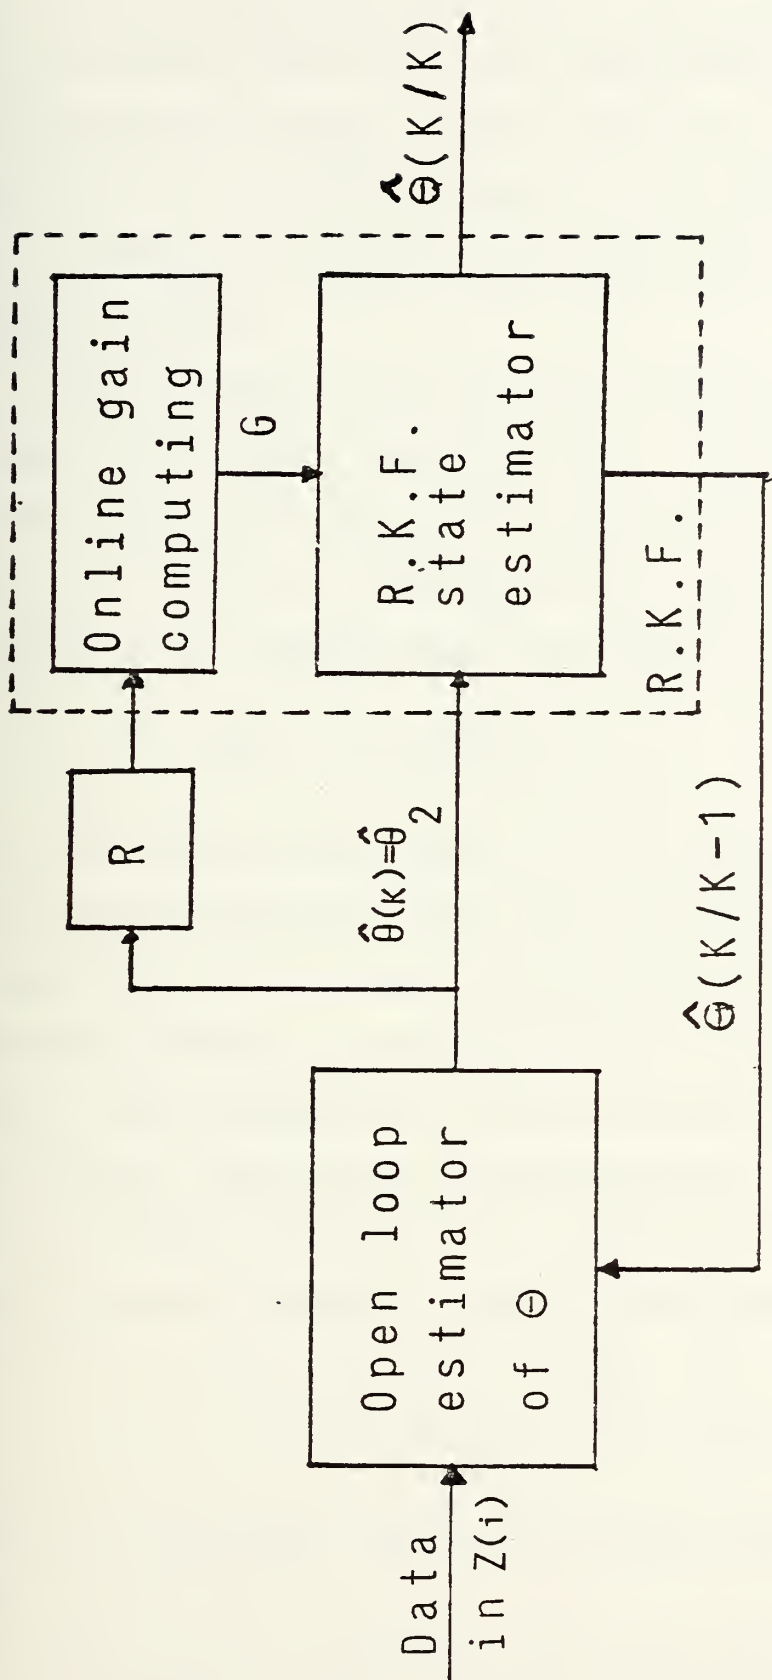 Data
in Z(i)
Open loop
estimator
of Θ
R
θ̂(K)=θ̂₂
Online gain
computing
G
R.K.F.
state
estimator
R.K.F.
Θ̂(K/K-1)
Θ̂(K/K)